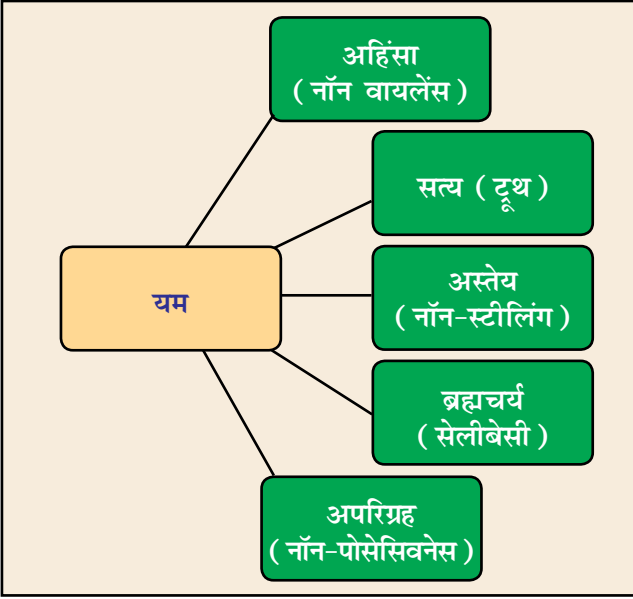 अहिंसा
( नॉन वायलेंस )
सत्य ( ट्रूथ )
यम
अस्तेय
( नॉन-स्टीलिंग )
ब्रह्मचर्य
( सेलीबेसी )
अपरिग्रह
( नॉन-पोसेसिवनेस )